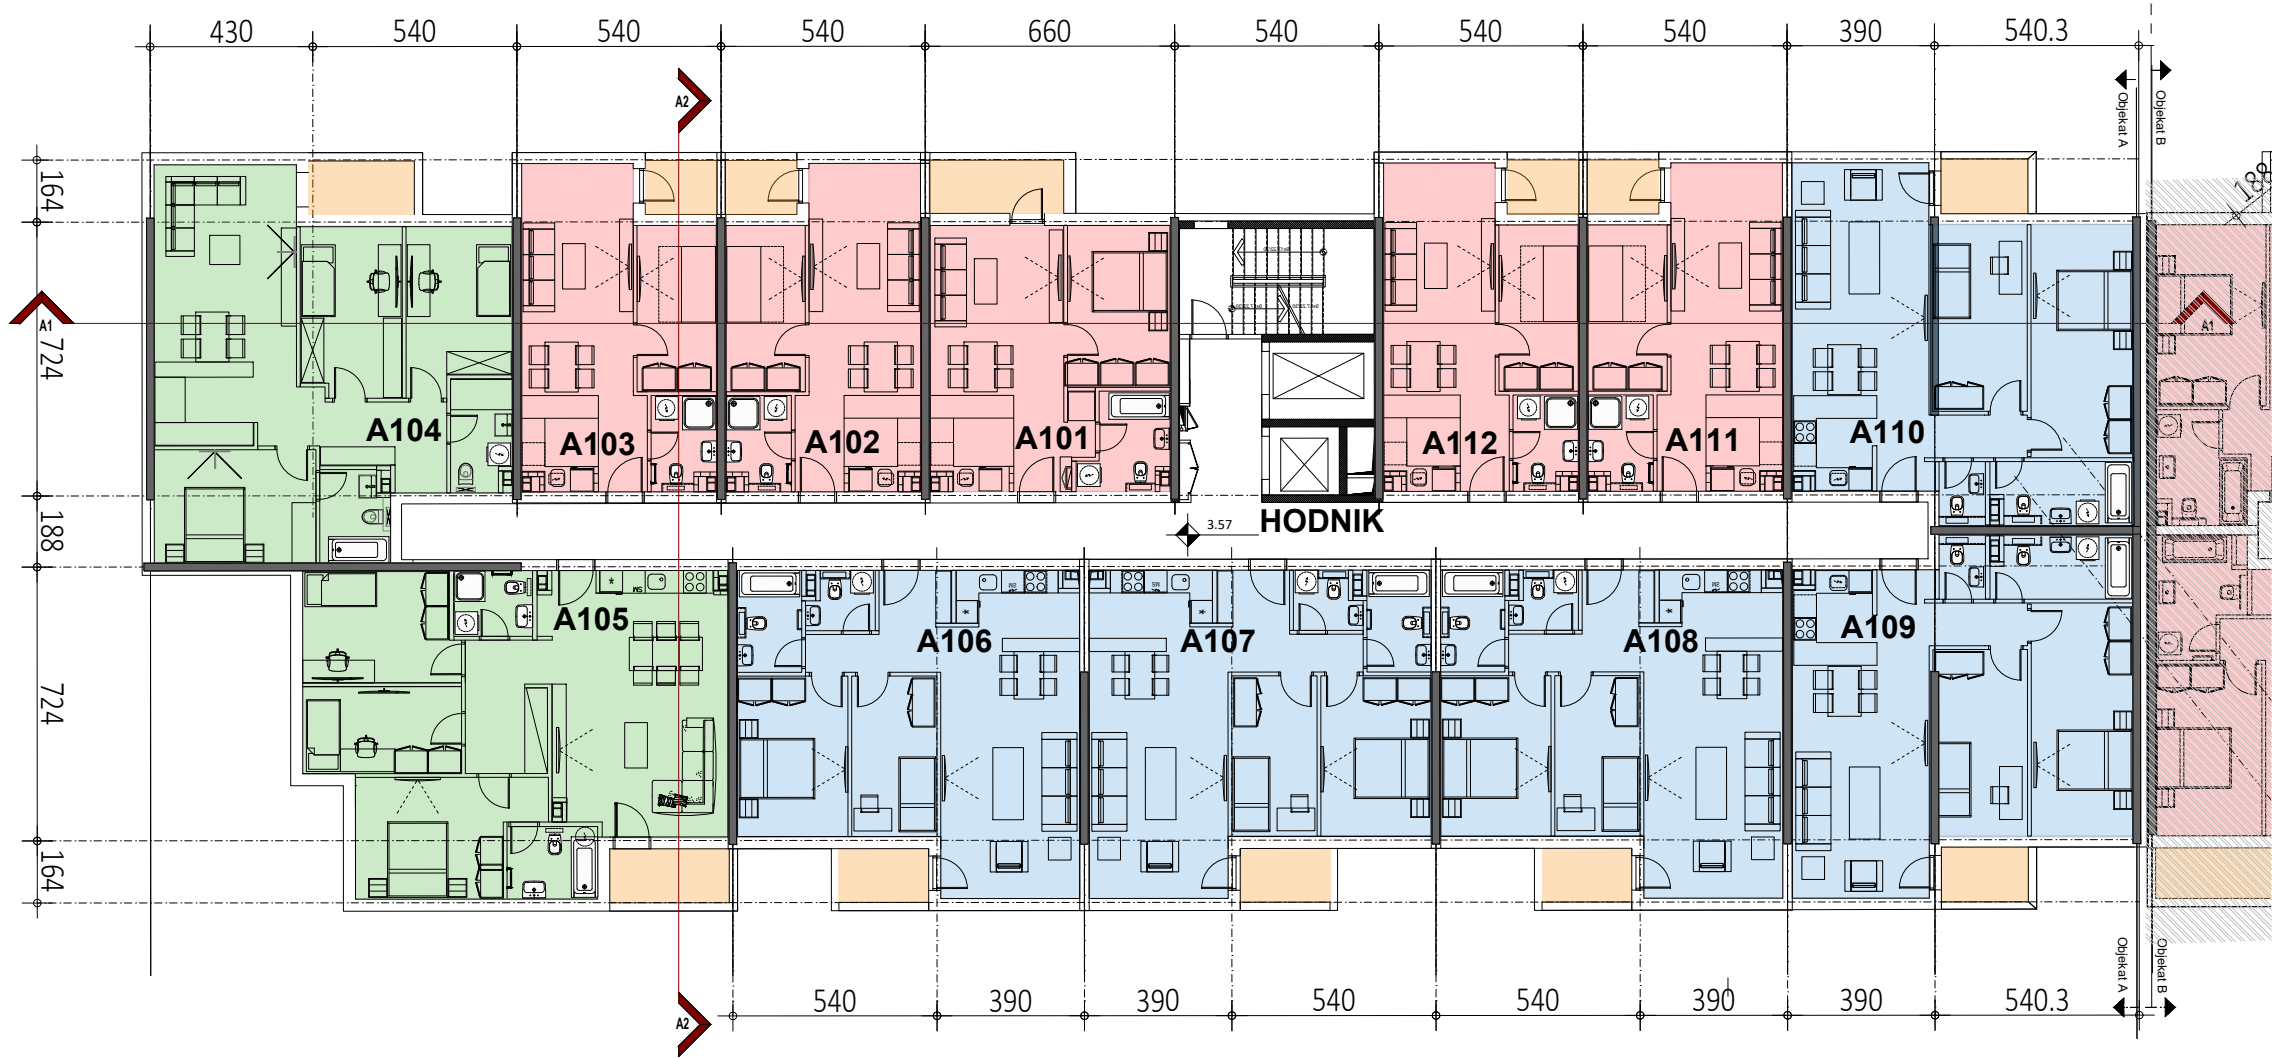 430 540 540 540 660 540 540 540 390 540.3
A2
Objekat A
Objekat B
164
188
A1
A1
724
A104 A103 A102 A101 A112 A111 A110
188
3.57
HODNIK
SM
A105 A106 A107 A108 A109
724
164
Objekat A
Objekat B
540 390 390 540 540 390 390 540.3
A2